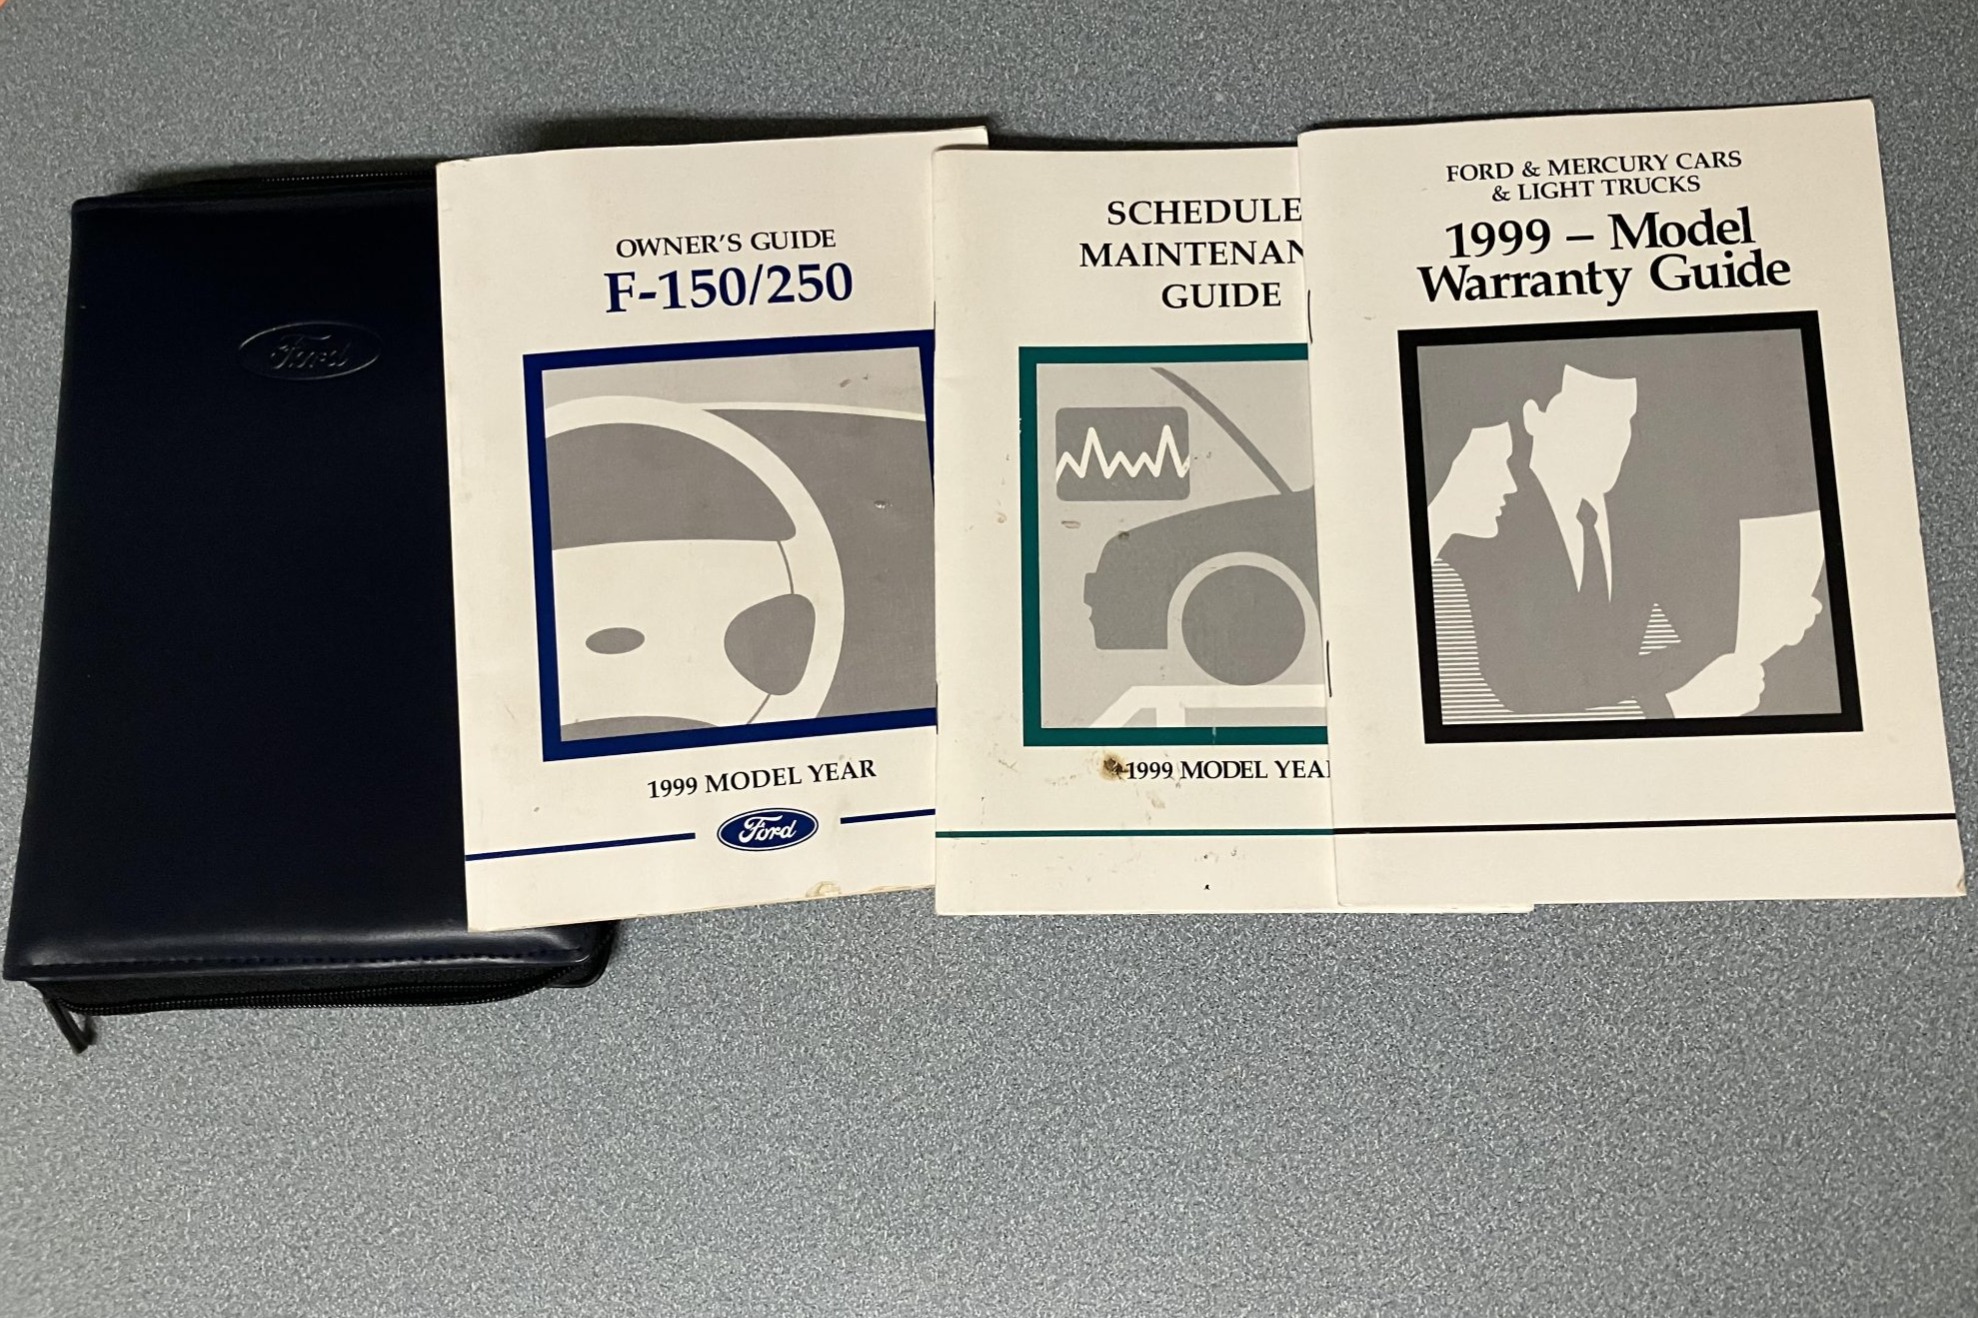 Ford
OWNER'S GUIDE
F-150/250
1999 MODEL YEAR
Ford
SCHEDULE
MAINTENAN
GUIDE
1999 MODEL YEA
FORD & MERCURY CARS
& LIGHT TRUCKS
1999 – Model
Warranty Guide